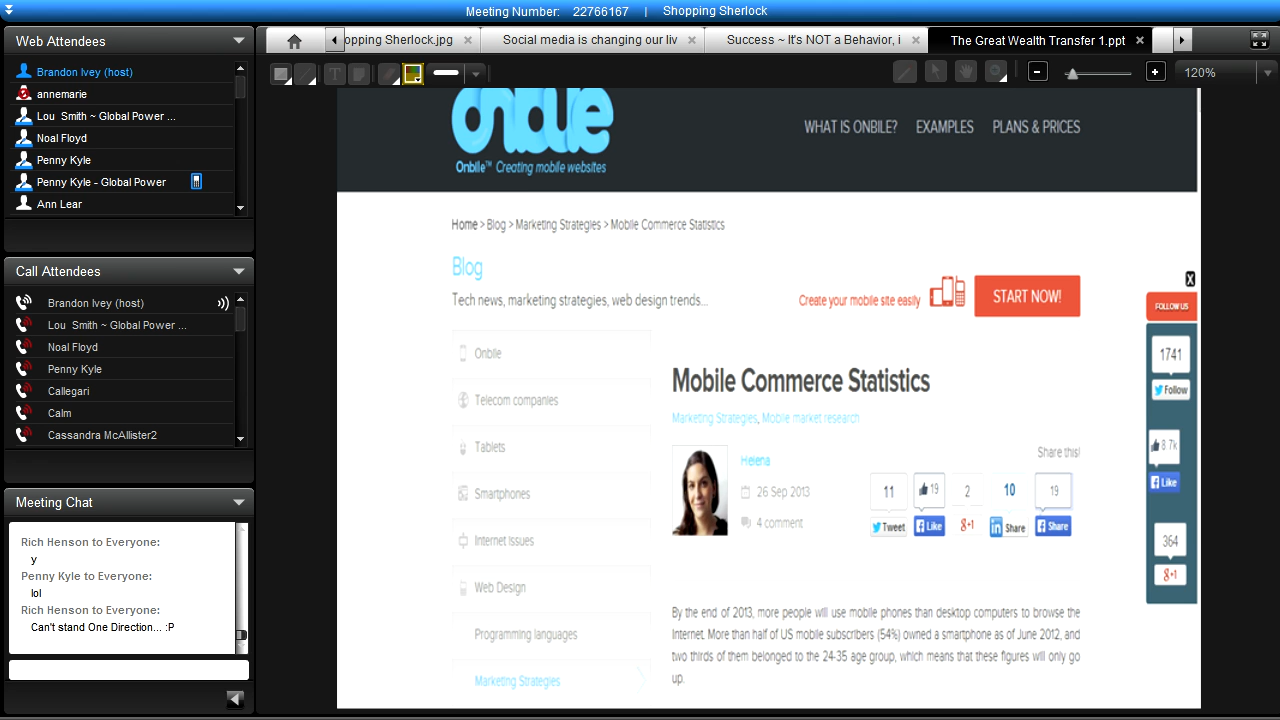 Meeting Number: 22766167 | Shopping Sherlock
Web Attendees
Brandon Ivey (host)
annemarie
Lou Smith ~ Global Power ...
Noal Floyd
Penny Kyle
Penny Kyle - Global Power
Ann Lear
Call Attendees
Brandon Ivey (host)
Lou Smith ~ Global Power ...
Noal Floyd
Penny Kyle
Callegari
Calm
Cassandra McAllister2
Meeting Chat
Rich Henson to Everyone:
y
Penny Kyle to Everyone:
lol
Rich Henson to Everyone:
Can't stand One Direction... :P
opping Sherlock.jpg
Social media is changing our liv
Success ~ It's NOT a Behavior, i
The Great Wealth Transfer 1.ppt
120%
Onbile
Onbile™ Creating mobile websites
WHAT IS ONBILE? EXAMPLES PLANS & PRICES
Home > Blog > Marketing Strategies > Mobile Commerce Statistics
Blog
Tech news, marketing strategies, web design trends...
Create your mobile site easily
START NOW!
Onbile
Telecom companies
Tablets
Smartphones
Internet Issues
Web Design
Programming languages
Marketing Strategies
Mobile Commerce Statistics
Marketing Strategies, Mobile market research
Helena
26 Sep 2013
4 comment
Share this!
11 19 2 10 19
Tweet Like g+1 in Share Share
By the end of 2013, more people will use mobile phones than desktop computers to browse the
Internet. More than half of US mobile subscribers (54%) owned a smartphone as of June 2012, and
two thirds of them belonged to the 24-35 age group, which means that these figures will only go
up.
X
FOLLOW US
1741
Follow
8.7k
Like
364
g+1